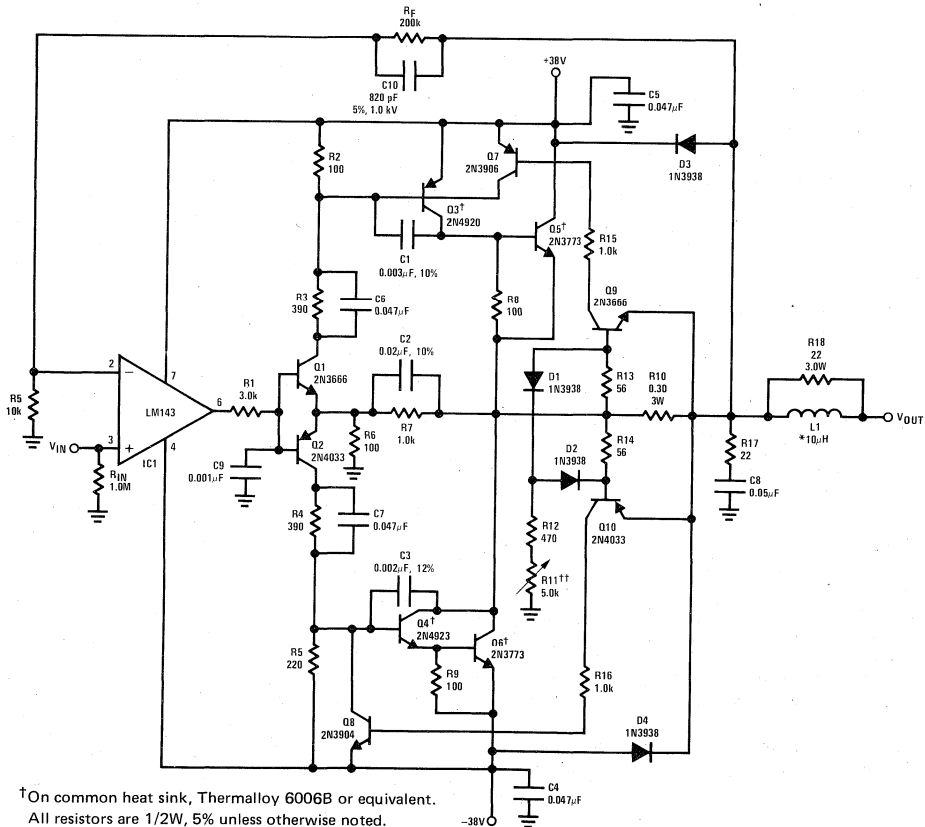 RF
200k
C10
820 pF
5%, 1.0 kV
+38V
C5
0.047μF
D3
1N3938
R2
100
Q7
2N3906
Q3†
2N4920
Q5†
2N3773
R15
1.0k
C1
0.003μF, 10%
R3
390
C6
0.047μF
R8
100
Q9
2N3666
C2
0.02μF, 10%
R18
22
3.0W
2
−
7
LM143
6
R1
3.0k
Q1
2N3666
D1
1N3938
R13
56
R10
0.30
3W
R5
10k
VIN
3
+
4
IC1
RIN
1.0M
Q2
2N4033
R6
100
R7
1.0k
D2
1N3938
R14
56
L1
*10μH
VOUT
R17
22
C9
0.001μF
C8
0.05μF
R4
390
C7
0.047μF
R12
470
Q10
2N4033
C3
0.002μF, 12%
R11††
5.0k
Q4†
2N4923
Q6†
2N3773
R5
220
R9
100
R16
1.0k
Q8
2N3904
D4
1N3938
C4
0.047μF
−38V
†On common heat sink, Thermalloy 6006B or equivalent.
All resistors are 1/2W, 5% unless otherwise noted.